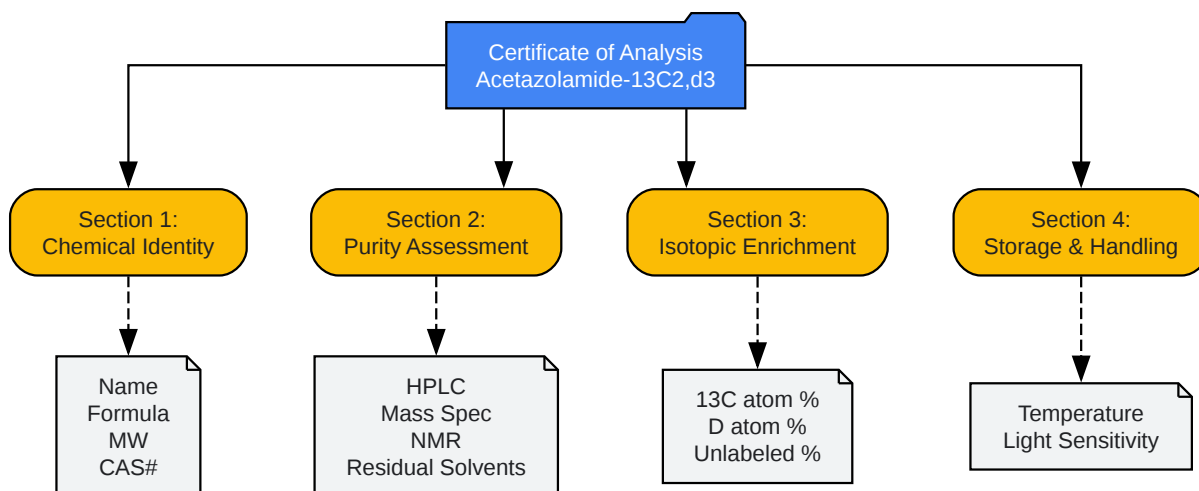 Certificate of Analysis
Acetazolamide-13C2,d3
Section 1:
Chemical Identity
Section 2:
Purity Assessment
Section 3:
Isotopic Enrichment
Section 4:
Storage & Handling
Name
Formula
MW
CAS#
HPLC
Mass Spec
NMR
Residual Solvents
13C atom %
D atom %
Unlabeled %
Temperature
Light Sensitivity